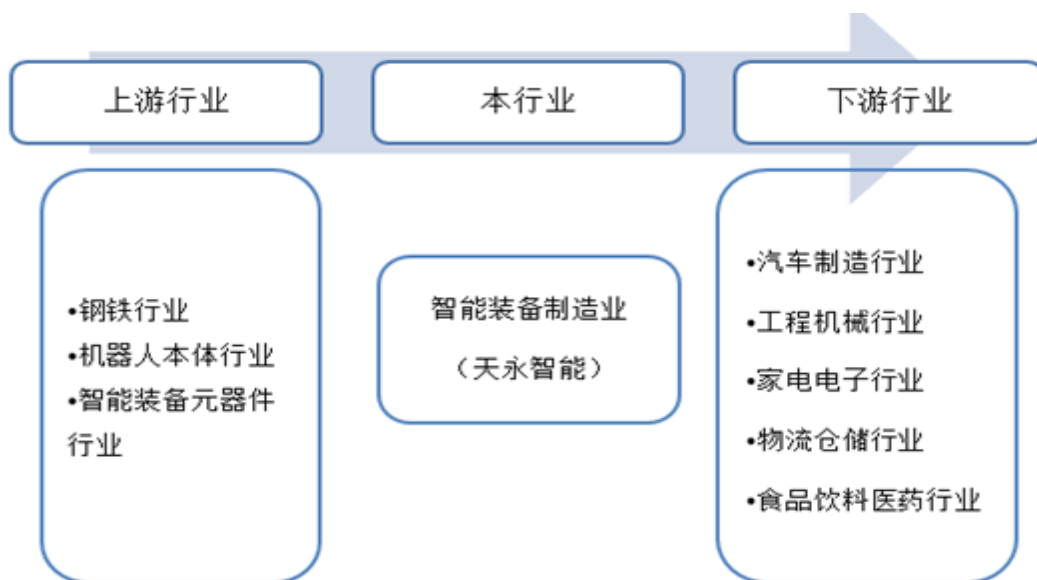 上游行业
本行业
下游行业
•钢铁行业
•机器人本体行业
•智能装备元器件
行业
智能装备制造业
（天永智能）
•汽车制造行业
•工程机械行业
•家电电子行业
•物流仓储行业
•食品饮料医药行业